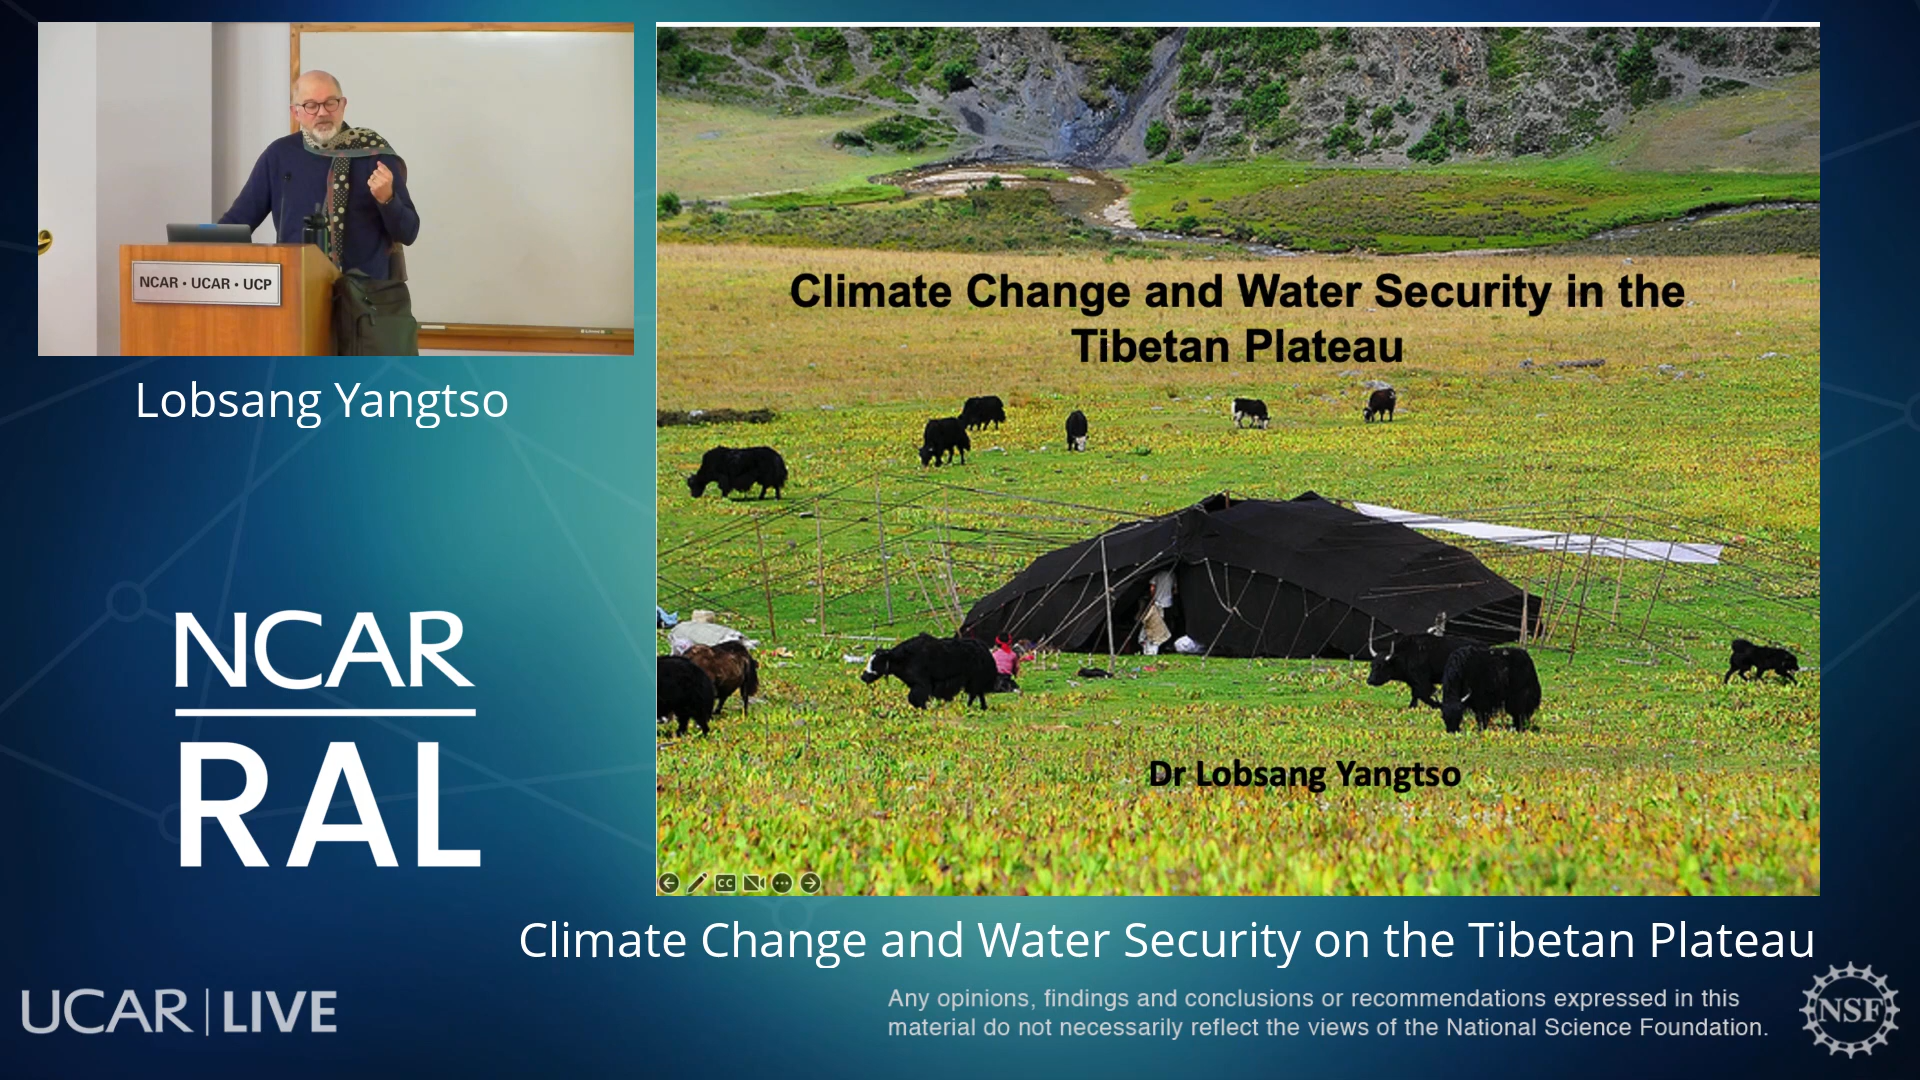 NCAR • UCAR • UCP
Lobsang Yangtso
Climate Change and Water Security in the
Tibetan Plateau
Dr Lobsang Yangtso
CC
NCAR
RAL
Climate Change and Water Security on the Tibetan Plateau
UCAR | LIVE
Any opinions, findings and conclusions or recommendations expressed in this
material do not necessarily reflect the views of the National Science Foundation.
NSF